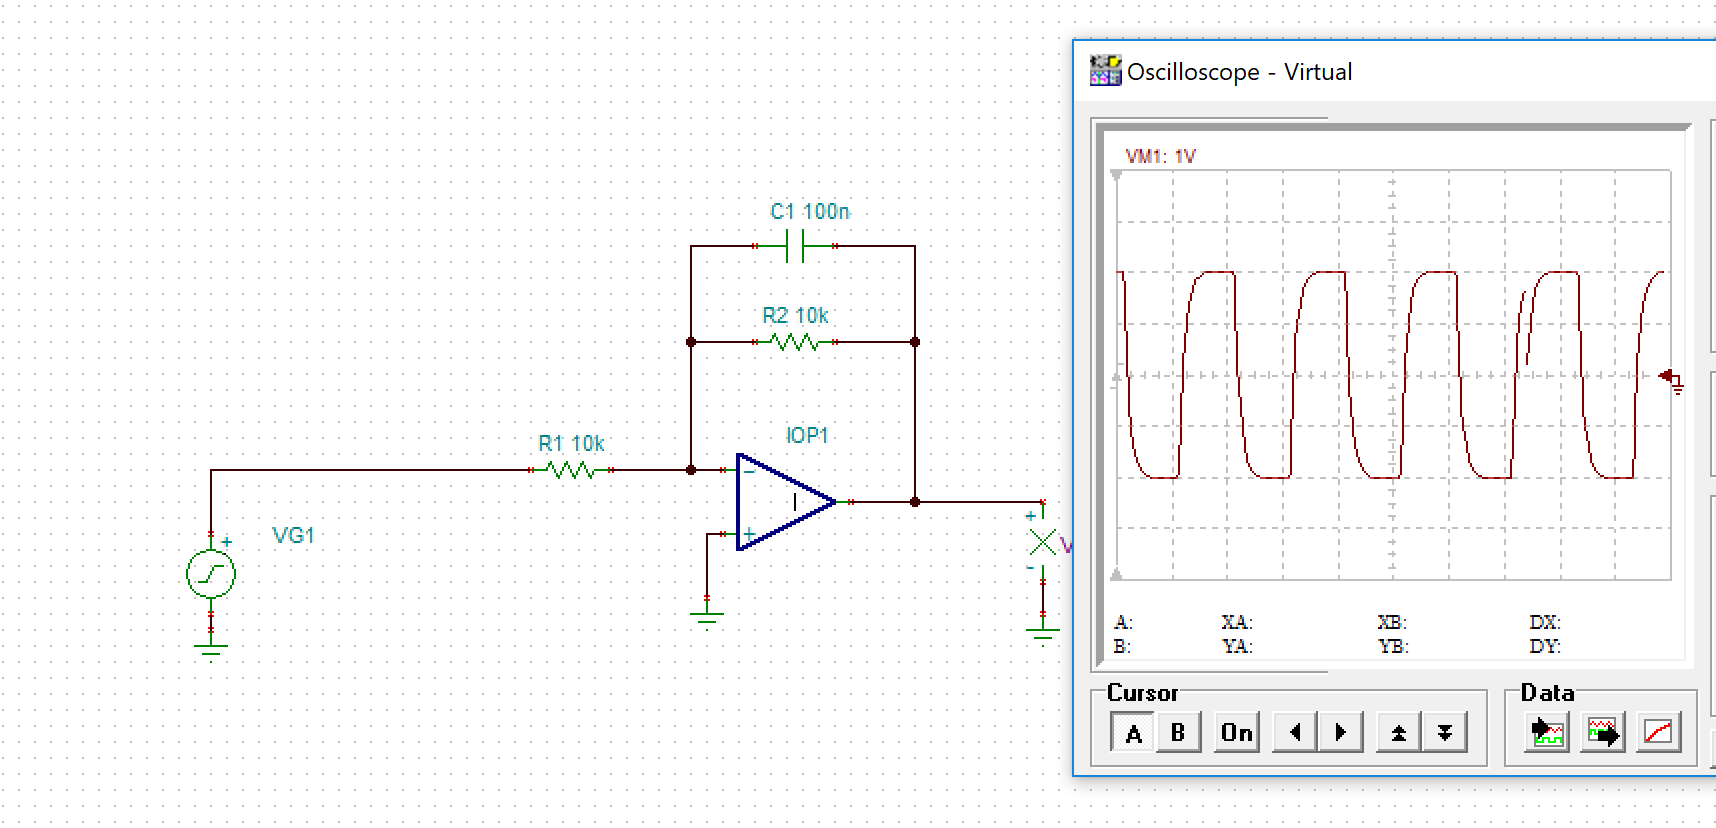 Oscilloscope - Virtual
VM1: 1V
C1 100n
R2 10k
IOP1
R1 10k
VG1
+
-
+
+
-
V
A: XA: XB: DX:
B: YA: YB: DY:
Cursor
A B On
Data